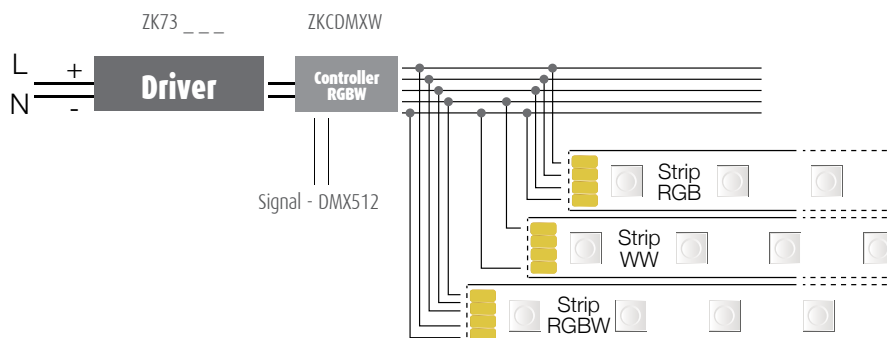 ZK73 _ _ _
ZKCDMXW
L
+
N
-
Driver
Controller
RGBW
Signal - DMX512
Strip
RGB
Strip
WW
Strip
RGBW